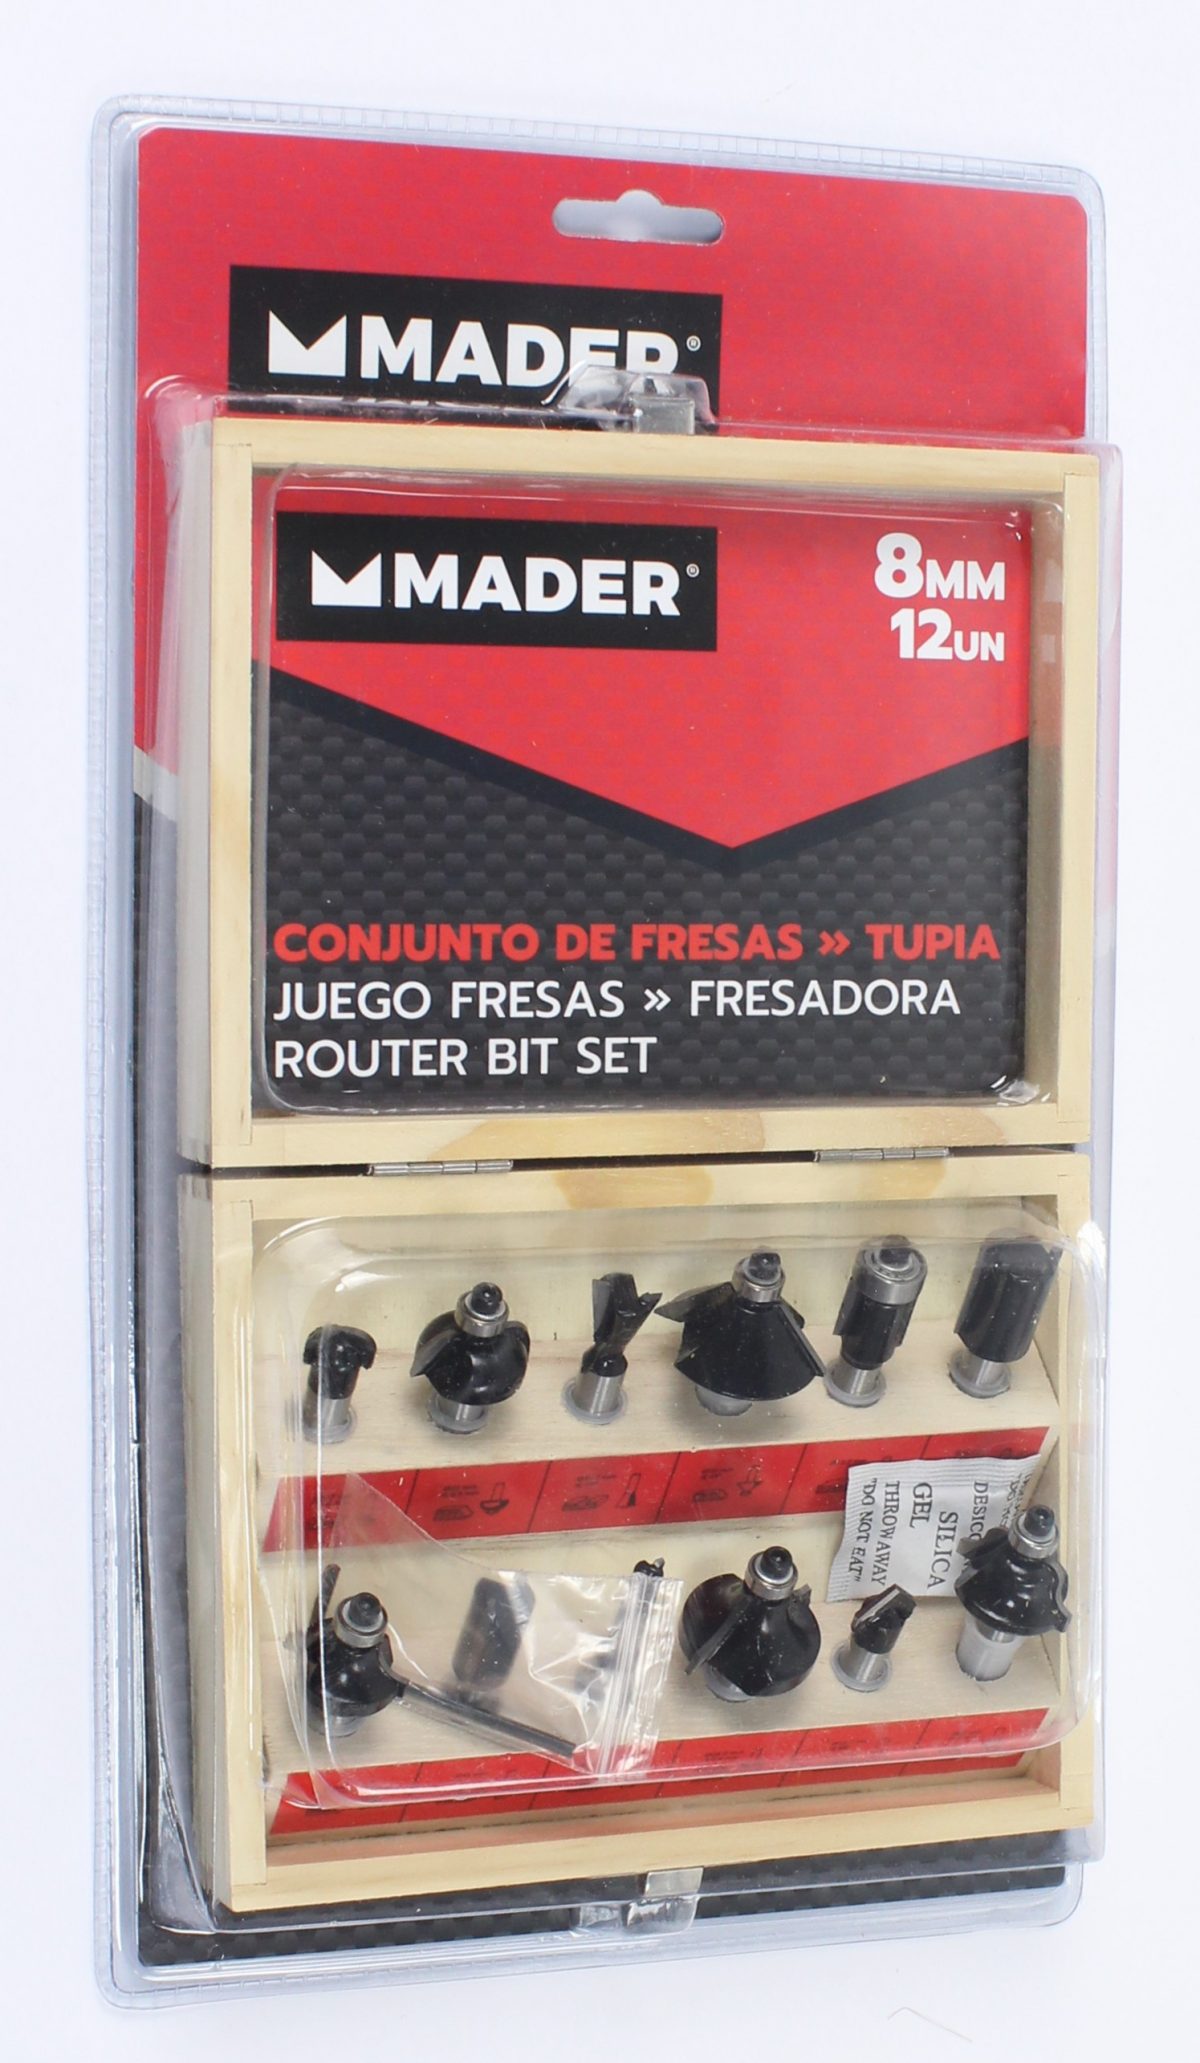 MADER®
MADER®
8MM
12UN
CONJUNTO DE FRESAS » TUPIA
JUEGO FRESAS » FRESADORA
ROUTER BIT SET
SILICA
GEL
THROW AWAY
"DO NOT EAT"